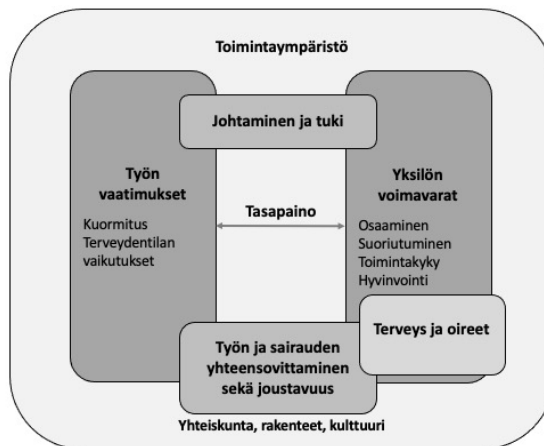 Toimintaympäristö
Johtaminen ja tuki
Työn
vaatimukset
Kuormitus
Terveydentilan
vaikutukset
Tasapaino
Yksilön
voimavarat
Osaaminen
Suoriutuminen
Toimintakyky
Hyvinvointi
Terveys ja oireet
Työn ja sairauden
yhteensovittaminen
sekä joustavuus
Yhteiskunta, rakenteet, kulttuuri